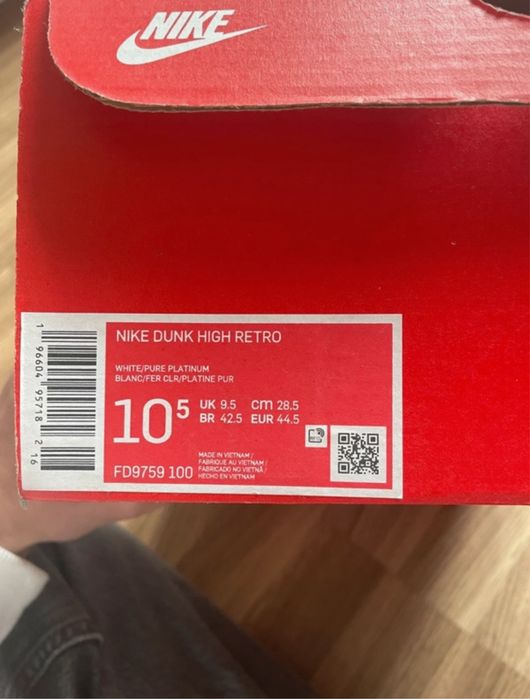 NIKE
NIKE DUNK HIGH RETRO
WHITE/PURE PLATINUM
BLANC/FER CLR/PLATINE PUR
10⁵
UK 9.5 cm 28.5
BR 42.5 EUR 44.5
FD9759 100
MADE IN VIETNAM /
FABRIQUE AU VIETNAM /
FABRICADO NO VIETNÃ /
HECHO EN VIETNAM
1 96604 95718 2 16